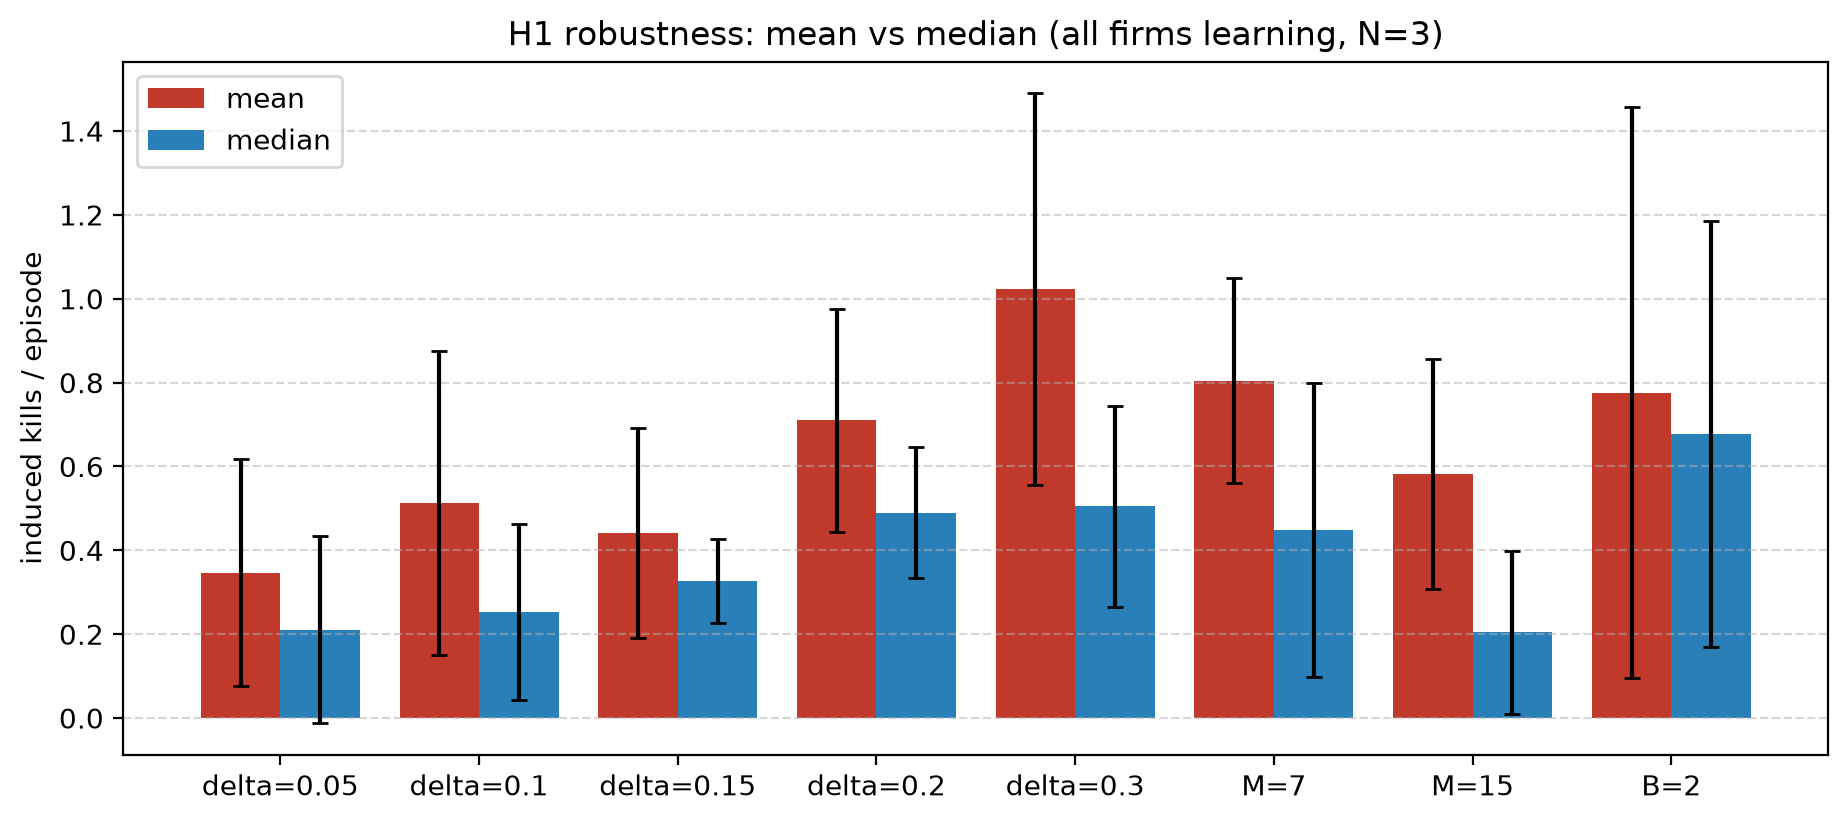 H1 robustness: mean vs median (all firms learning, N=3)
mean
median
induced kills / episode
1.4
1.2
1.0
0.8
0.6
0.4
0.2
0.0
delta=0.05
delta=0.1
delta=0.15
delta=0.2
delta=0.3
M=7
M=15
B=2